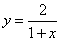 y = 2/(1 + x)